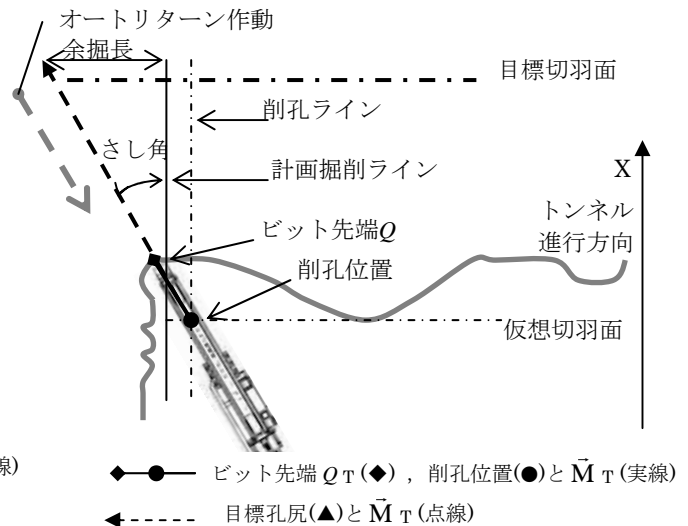 オートリターン作動
余掘長
目標切羽面
削孔ライン
さし角
計画掘削ライン
X
トンネル
進行方向
ビット先端Q
削孔位置
仮想切羽面
線)
ビット先端 Q T (◆) ,削孔位置(●)と M⃗ T (実線)
目標孔尻(▲)と M⃗ T (点線)